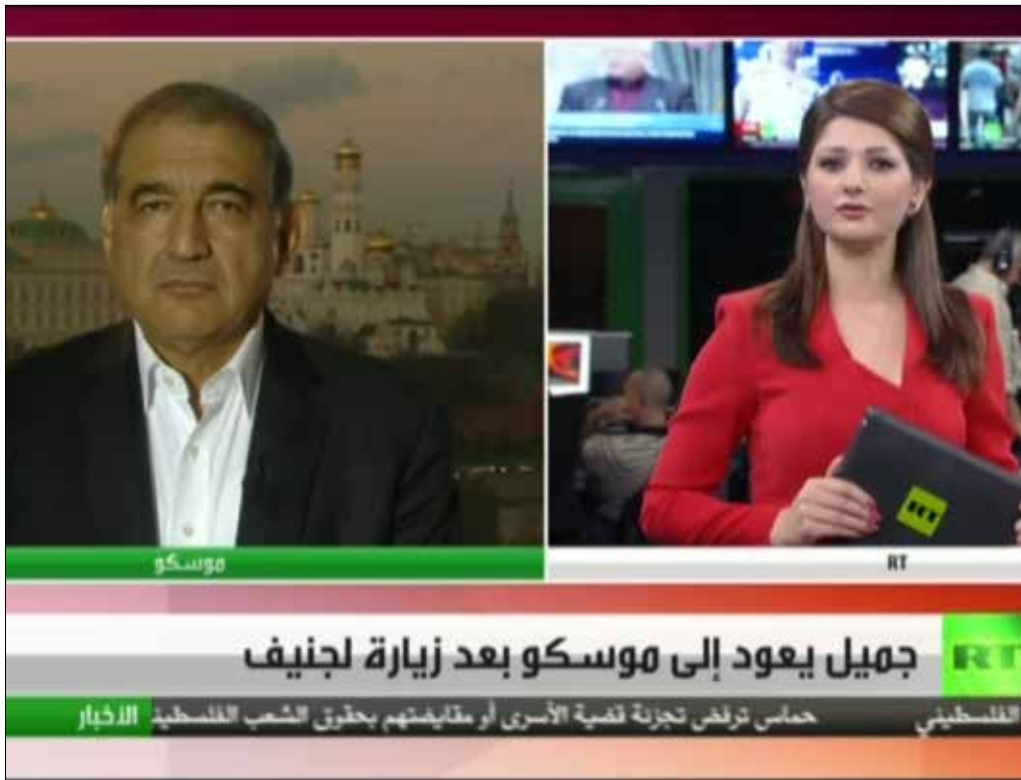 موسكو
RT
RT
جميل يعود إلى موسكو بعد زيارة لجنيف
RT
الفلسطيني حماس ترفض تجزئة قضية الأسرى أو مقايضتهم بحقوق الشعب الفلسطيني
الأخبار